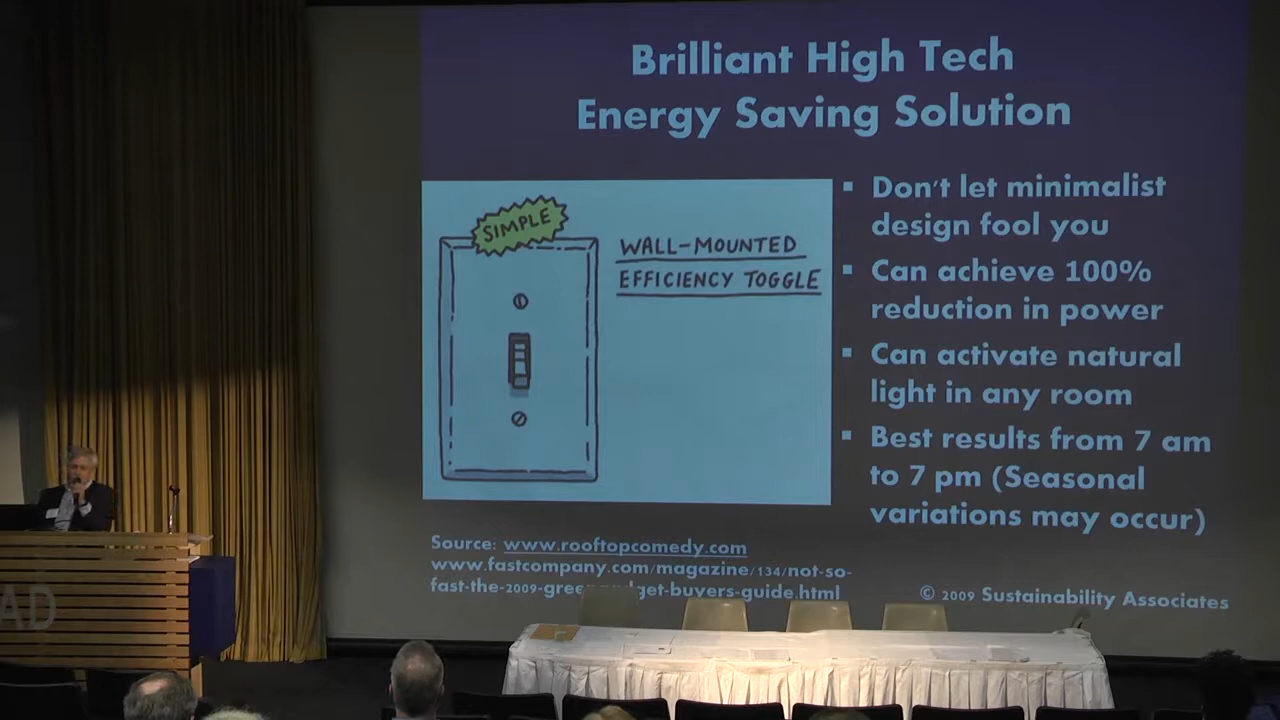 Brilliant High Tech
Energy Saving Solution
SIMPLE
WALL-MOUNTED
EFFICIENCY TOGGLE
▪ Don't let minimalist
design fool you
▪ Can achieve 100%
reduction in power
▪ Can activate natural
light in any room
▪ Best results from 7 am
to 7 pm (Seasonal
variations may occur)
Source: www.rooftopcomedy.com
www.fastcompany.com/magazine/134/not-so-
fast-the-2009-green-gadget-buyers-guide.html
© 2009 Sustainability Associates
AD